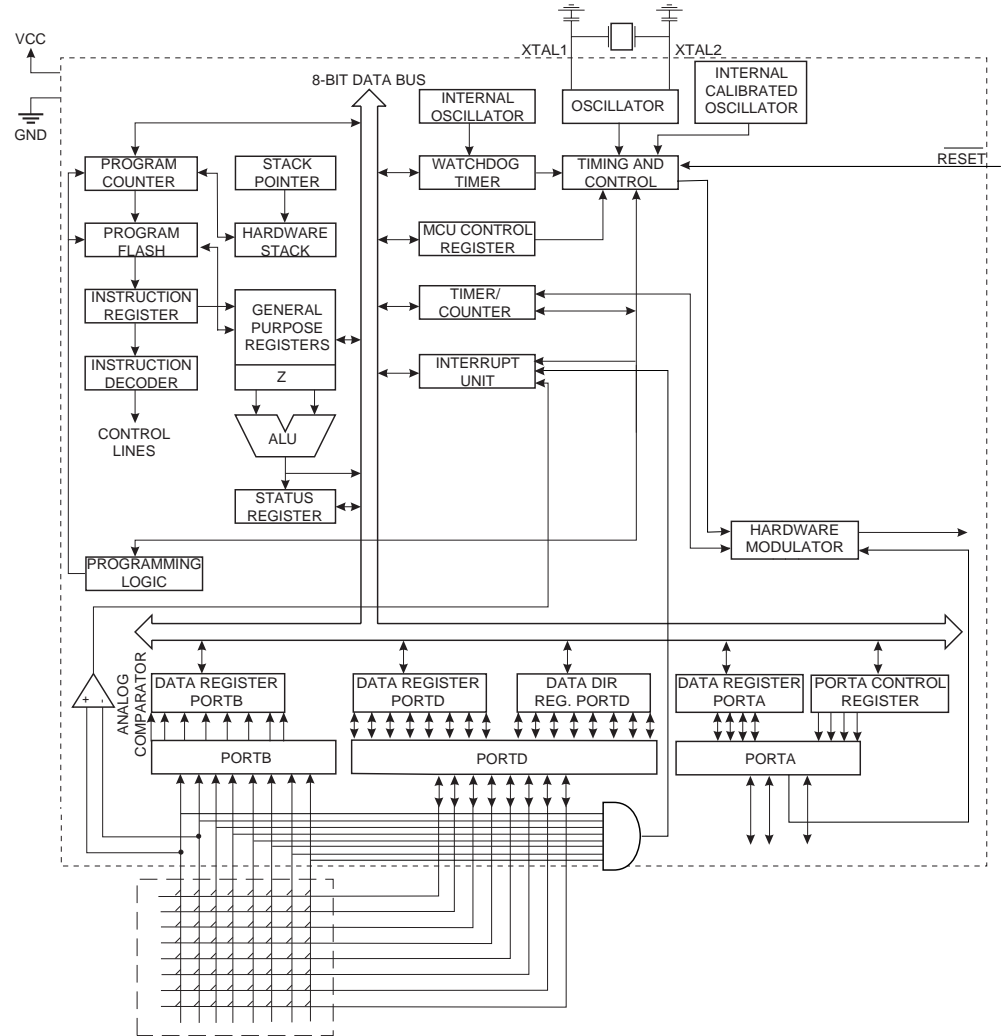 VCC
GND
8-BIT DATA BUS
XTAL1
XTAL2
INTERNAL
OSCILLATOR
OSCILLATOR
INTERNAL
CALIBRATED
OSCILLATOR
PROGRAM
COUNTER
STACK
POINTER
WATCHDOG
TIMER
TIMING AND
CONTROL
RESET
PROGRAM
FLASH
HARDWARE
STACK
MCU CONTROL
REGISTER
INSTRUCTION
REGISTER
GENERAL
PURPOSE
REGISTERS
Z
TIMER/
COUNTER
INSTRUCTION
DECODER
INTERRUPT
UNIT
CONTROL
LINES
ALU
STATUS
REGISTER
HARDWARE
MODULATOR
PROGRAMMING
LOGIC
+
-
ANALOG
COMPARATOR
DATA REGISTER
PORTB
DATA REGISTER
PORTD
DATA DIR
REG. PORTD
DATA REGISTER
PORTA
PORTA CONTROL
REGISTER
PORTB
PORTD
PORTA